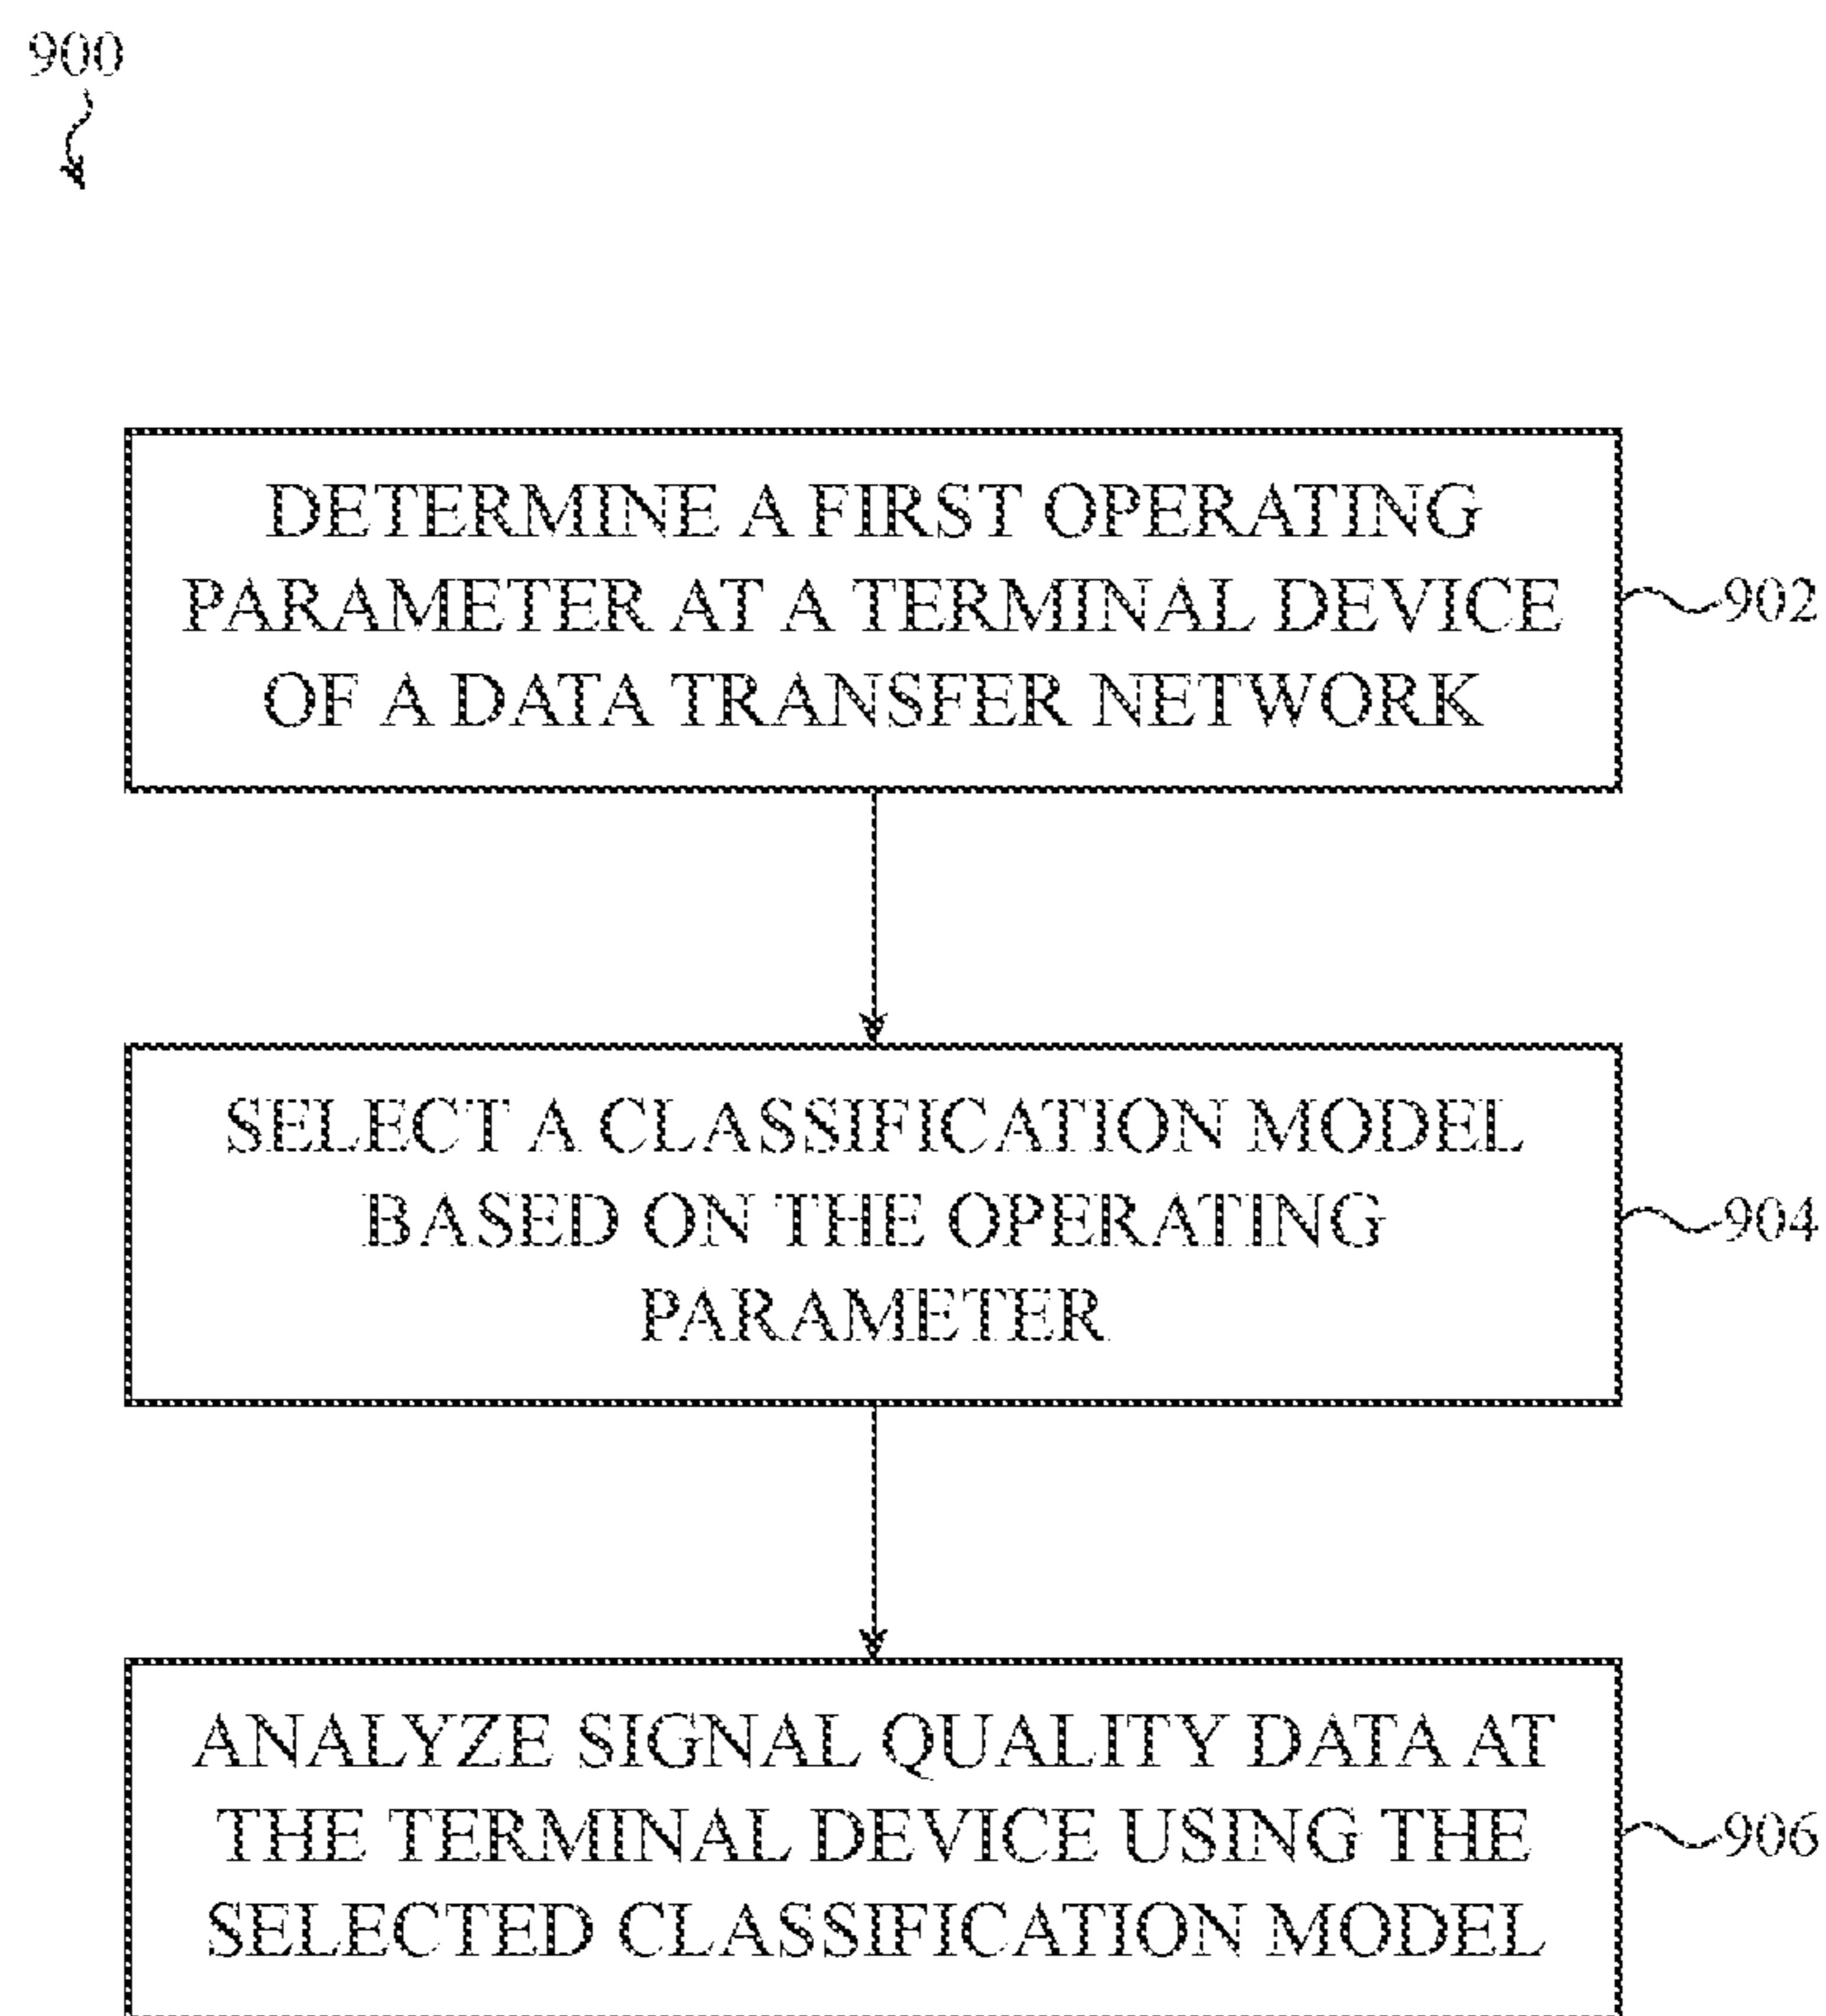 900
DETERMINE A FIRST OPERATING
PARAMETER AT A TERMINAL DEVICE
OF A DATA TRANSFER NETWORK
902
SELECT A CLASSIFICATION MODEL
BASED ON THE OPERATING
PARAMETER
904
ANALYZE SIGNAL QUALITY DATA AT
THE TERMINAL DEVICE USING THE
SELECTED CLASSIFICATION MODEL
906